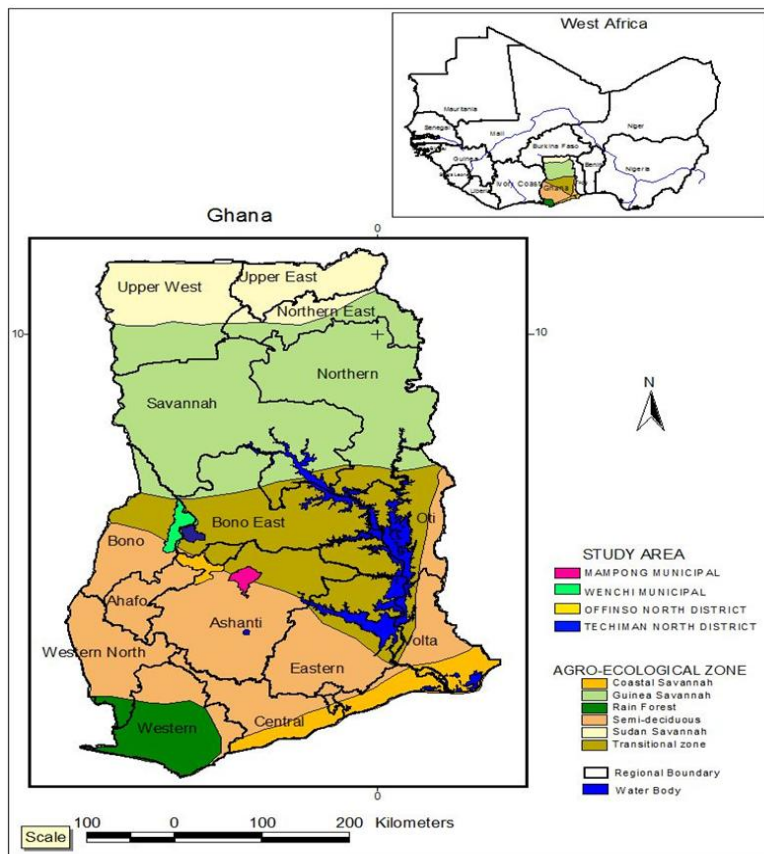 West Africa
Mauritania
Senegal
Mali
Niger
Burkina Faso
Guinea
Benin
Nigeria
Ivory Coast
Ghana
Liberia
Ghana
0
Upper West
Upper East
Northern East
10
10
Northern
Savannah
N
Bono East
Oti
Bono
Ahafo
Ashanti
Western North
Volta
Eastern
Central
Western
STUDY AREA
MAMPONG MUNICIPAL
WENCHI MUNICIPAL
OFFINSO NORTH DISTRICT
TECHIMAN NORTH DISTRICT
AGRO-ECOLOGICAL ZONE
Coastal Savannah
Guinea Savannah
Rain Forest
Semi-deciduous
Sudan Savannah
Transitional zone
Regional Boundary
Water Body
0
Scale
100 0 100 200 Kilometers